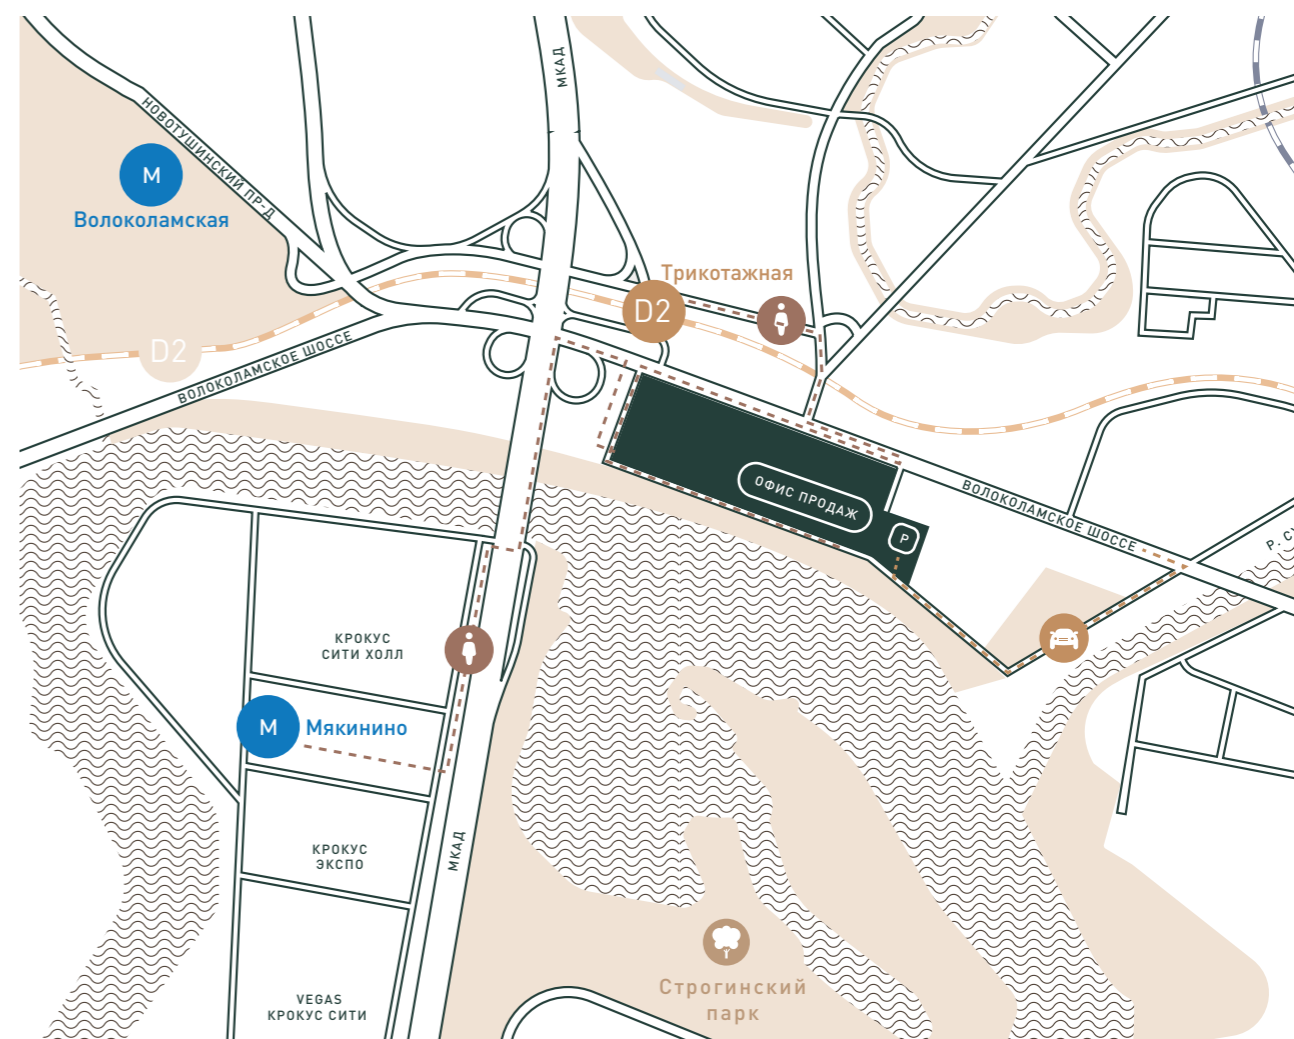 МКАД
НОВОТУШИНСКИЙ ПР-Д
М
Волоколамская
Трикотажная
D2
D2
ВОЛОКОЛАМСКОЕ ШОССЕ
ОФИС ПРОДАЖ
P
ВОЛОКОЛАМСКОЕ ШОССЕ
КРОКУС
СИТИ ХОЛЛ
М
Мякинино
МКАД
КРОКУС
ЭКСПО
Строгинский
парк
VEGAS
КРОКУС СИТИ